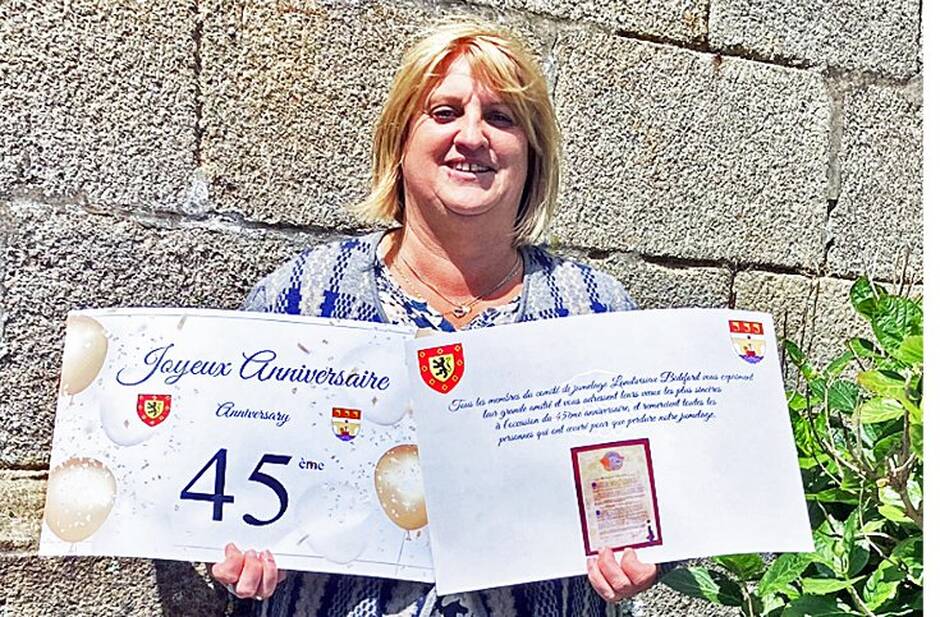 Joyeux Anniversaire
Anniversary
45 ème
Tous les membres du comité de jumelage Landivisiau Bideford vous expriment
leur grande amitié et vous adressent leurs vœux les plus sincères
à l'occasion du 45ème anniversaire, et remercient toutes les
personnes qui ont œuvré pour que perdure notre jumelage.